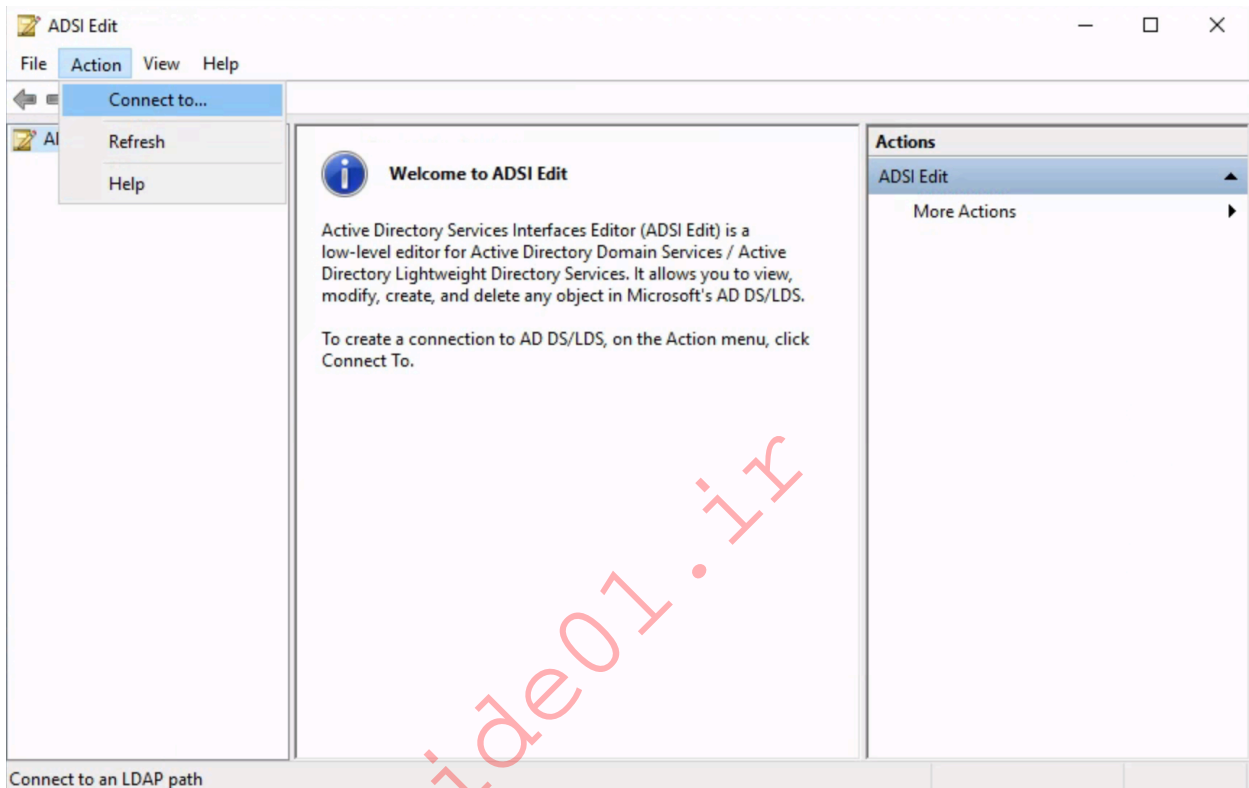 ADSI Edit
File Action View Help
Connect to...
Refresh
Help
Welcome to ADSI Edit
Active Directory Services Interfaces Editor (ADSI Edit) is a
low-level editor for Active Directory Domain Services / Active
Directory Lightweight Directory Services. It allows you to view,
modify, create, and delete any object in Microsoft's AD DS/LDS.
To create a connection to AD DS/LDS, on the Action menu, click
Connect To.
Actions
ADSI Edit
More Actions
ide01.ir
Connect to an LDAP path